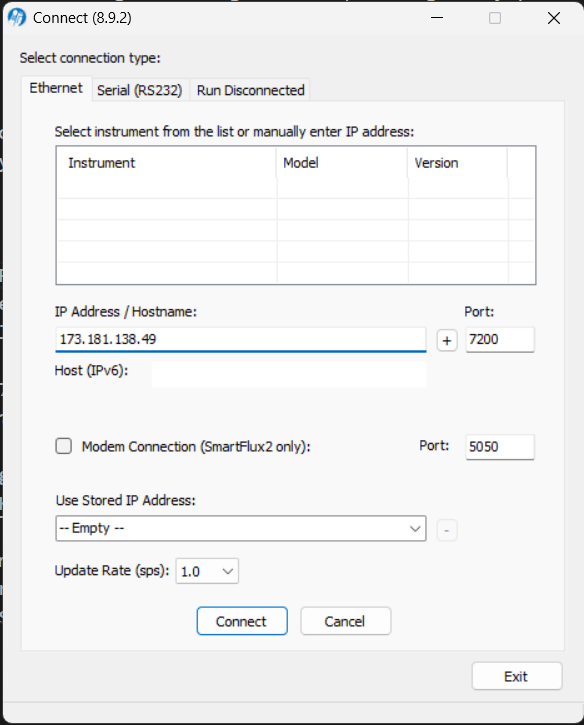 Connect (8.9.2)
Select connection type:
Ethernet Serial (RS232) Run Disconnected
Select instrument from the list or manually enter IP address:
Instrument Model Version
IP Address / Hostname: Port:
173.181.138.49 + 7200
Host (IPv6):
Modem Connection (SmartFlux2 only): Port: 5050
Use Stored IP Address:
-- Empty -- -
Update Rate (sps): 1.0
Connect Cancel
Exit